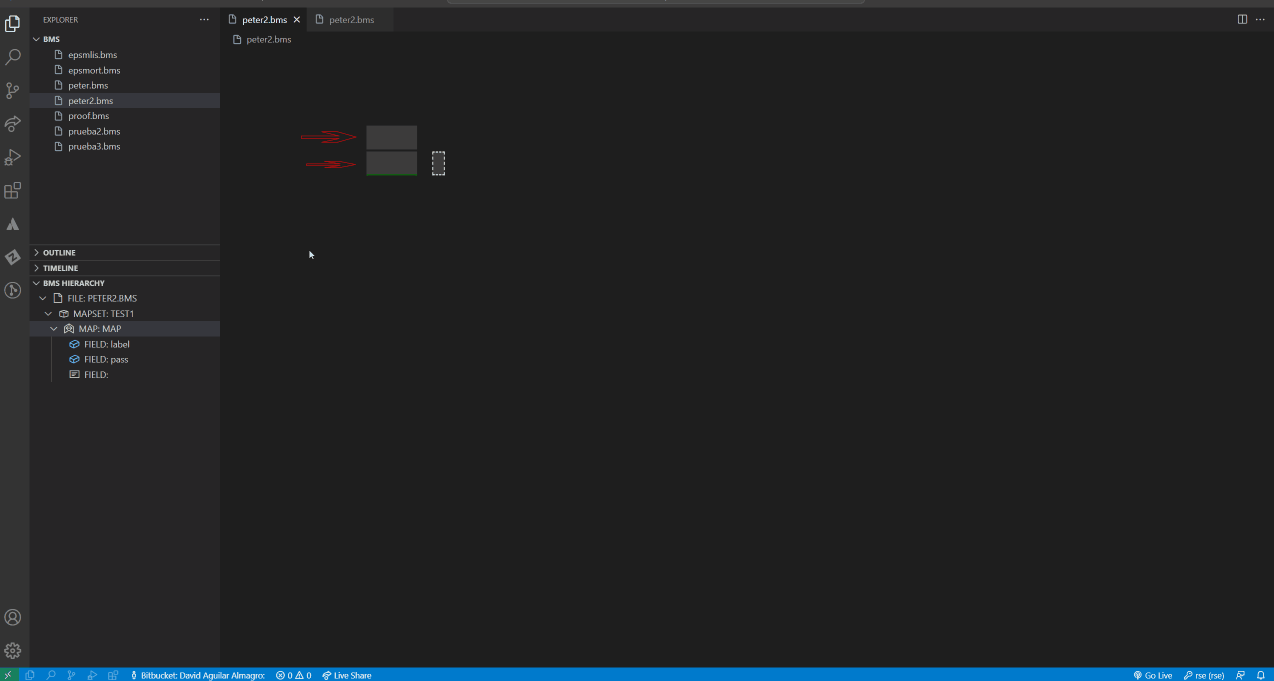 EXPLORER
peter2.bms
peter2.bms
BMS
peter2.bms
epsmlis.bms
epsmort.bms
peter.bms
peter2.bms
proof.bms
prueba2.bms
prueba3.bms
OUTLINE
TIMELINE
BMS HIERARCHY
FILE: PETER2.BMS
MAPSET: TEST1
MAP: MAP
FIELD: label
FIELD: pass
FIELD:
Bitbucket: David Aguilar Almagro: 0 0 Live Share Go Live rse (rse)